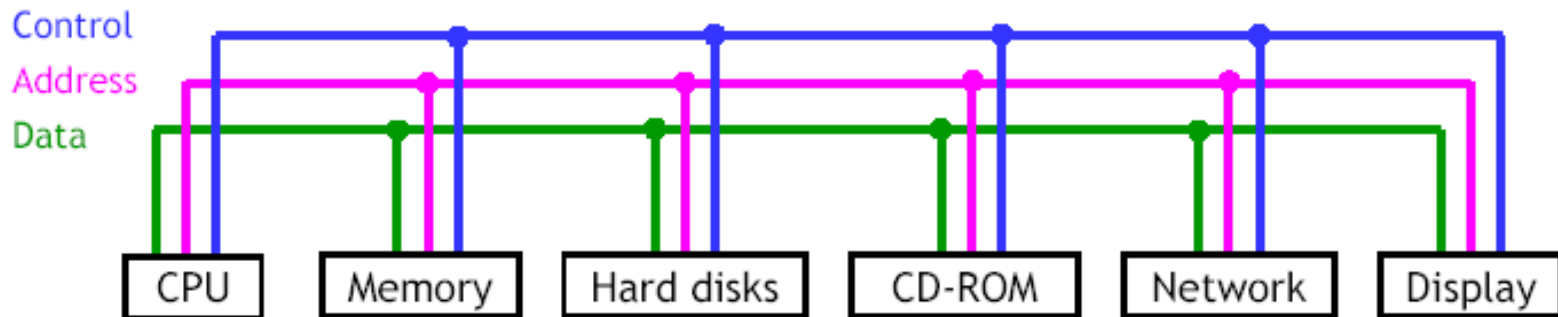 Control
Address
Data
CPU Memory Hard disks CD-ROM Network Display